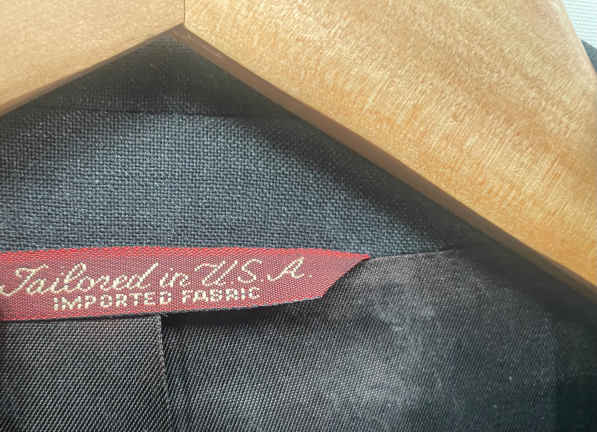 Tailored in U.S.A.
IMPORTED FABRIC